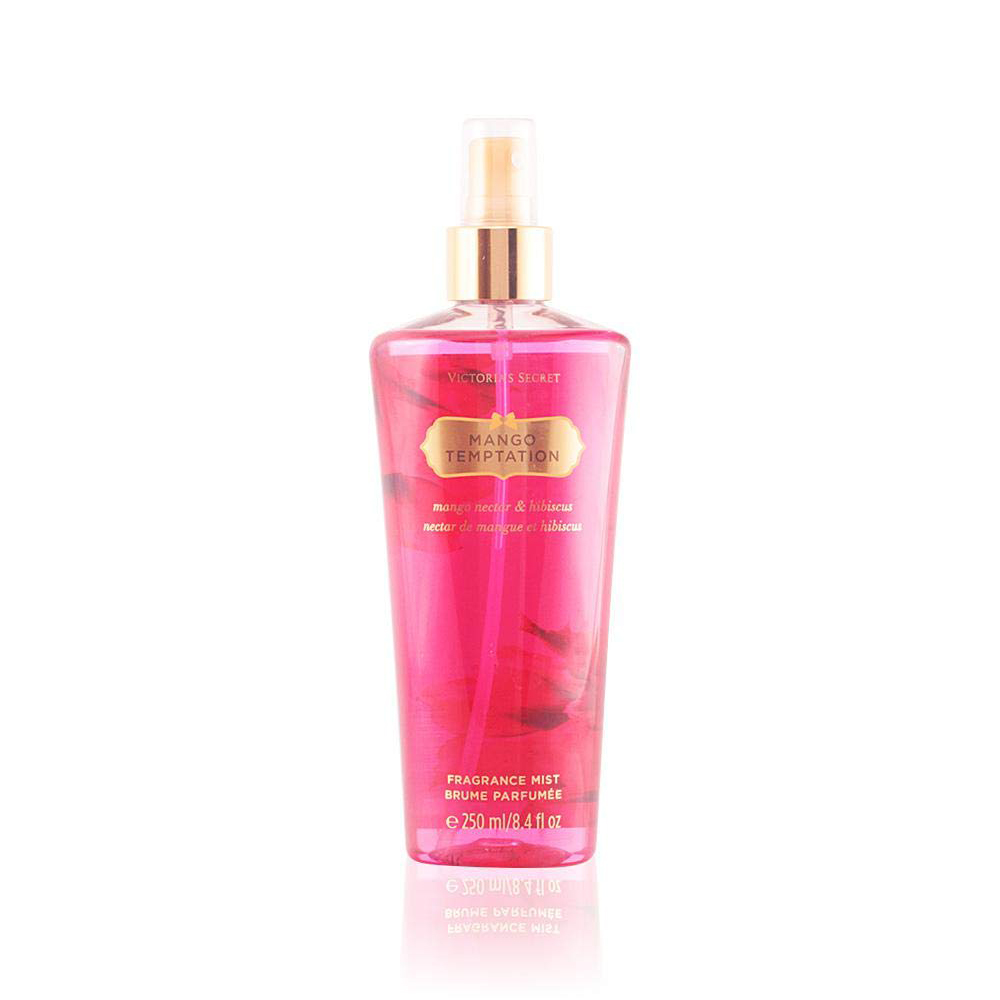 VICTORIA'S SECRET
MANGO
TEMPTATION
mango nectar & hibiscus
nectar de mangue et hibiscus
FRAGRANCE MIST
BRUME PARFUMÉE
e 250 ml/8.4 fl oz